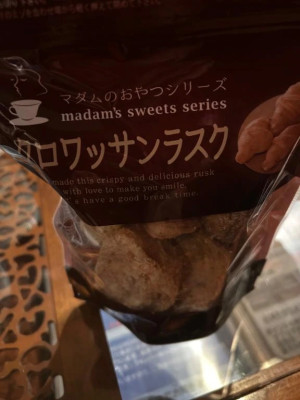 マダムのおやつシリーズ
madam's sweets series
クロワッサンラスク
made this crispy and delicious rusk
with love to make you smile.
s have a good break time.